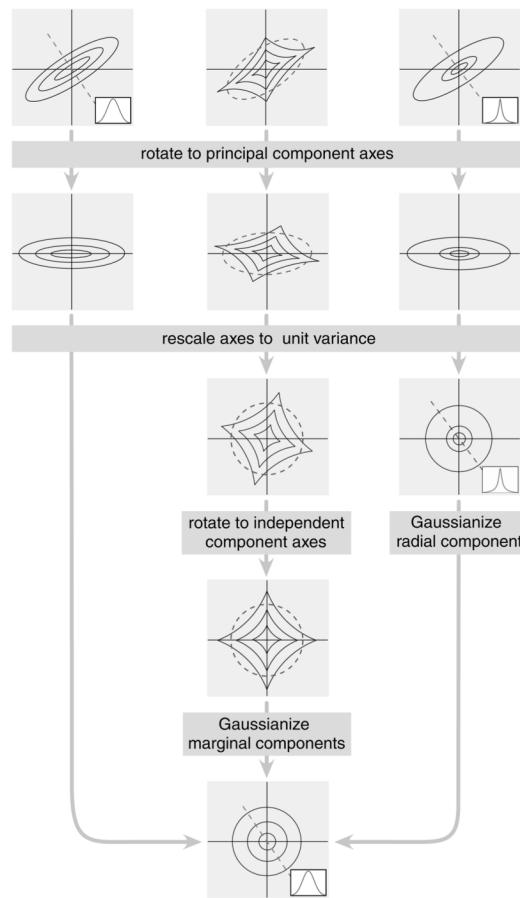 rotate to principal component axes
rescale axes to unit variance
rotate to independent
component axes
Gaussianize
radial component
Gaussianize
marginal components